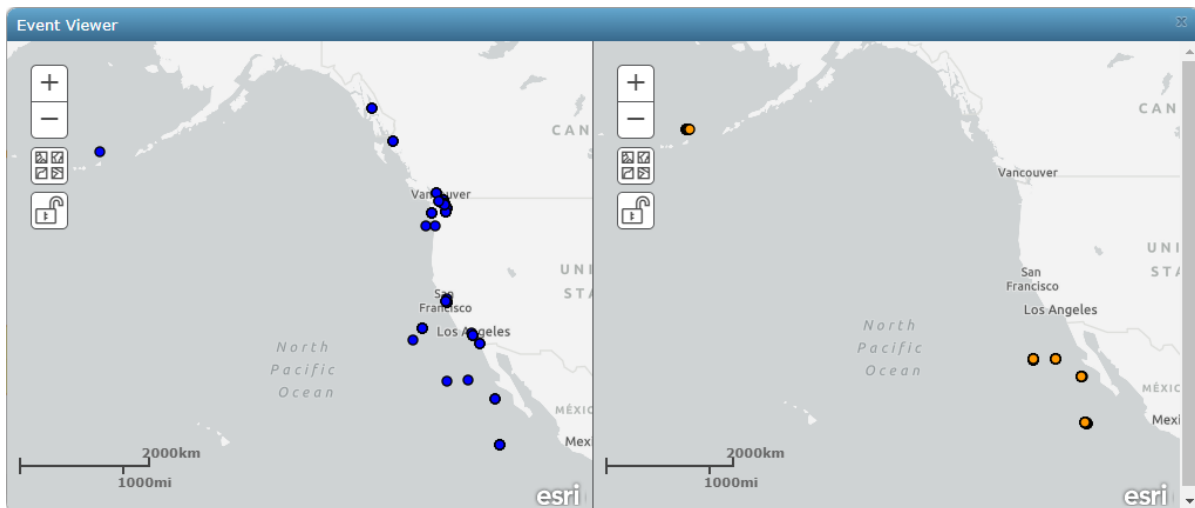 Event Viewer
x
+
−
CAN
Vancouver
UNI
STA
San
Francisco
Los Angeles
North
Pacific
Ocean
MÉXIC
Mex
2000km
1000mi
esri
+
−
CAN
Vancouver
UNI
STA
San
Francisco
Los Angeles
North
Pacific
Ocean
MÉXIC
Mexi
2000km
1000mi
esri